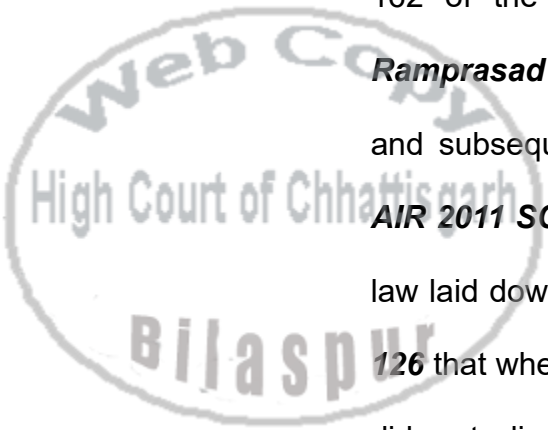 162 of the
Ramprasad
and subsequ
AIR 2011 SC
law laid dow
126 that whe
Web Copy
High Court of Chhattisgarh
Bilaspur